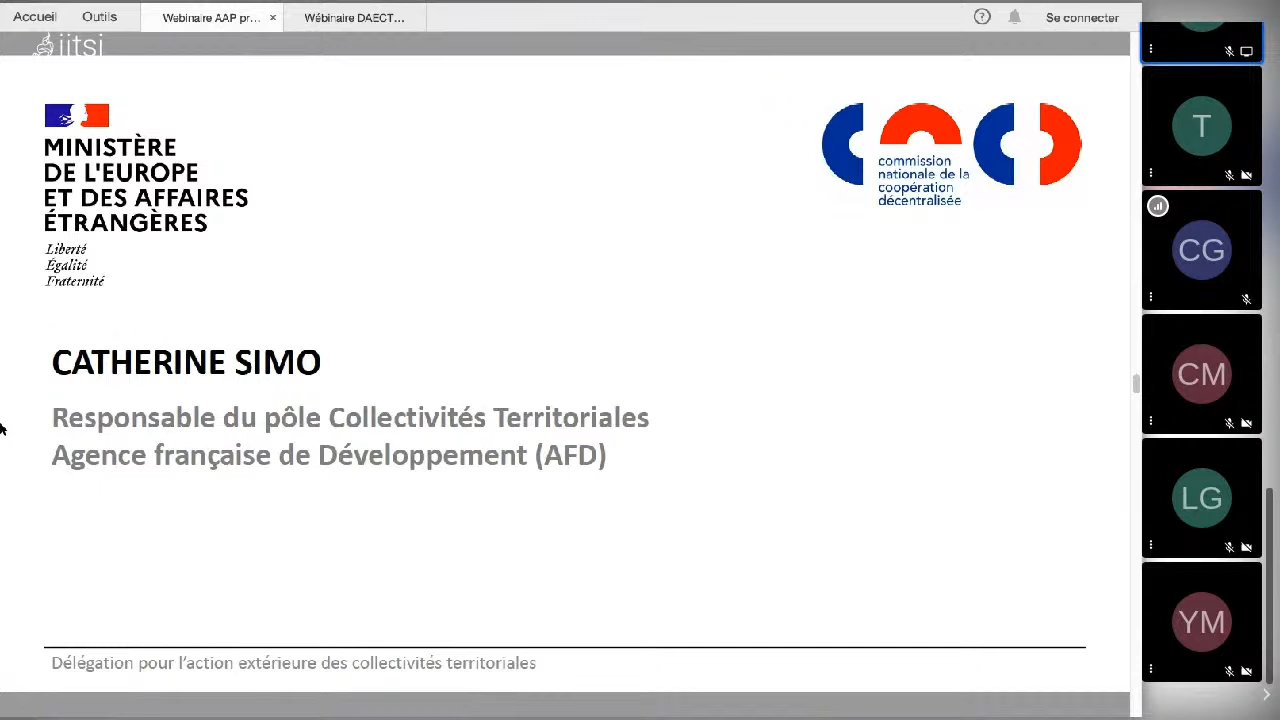 Accueil
Outils
Webinaire AAP pr... ×
Wébinaire DAECT...
?
Se connecter
iitsi
MINISTÈRE
DE L'EUROPE
ET DES AFFAIRES
ÉTRANGÈRES
Liberté
Égalité
Fraternité
commission
nationale de la
coopération
décentralisée
CATHERINE SIMO
Responsable du pôle Collectivités Territoriales
Agence française de Développement (AFD)
Délégation pour l’action extérieure des collectivités territoriales
T
CG
CM
LG
YM